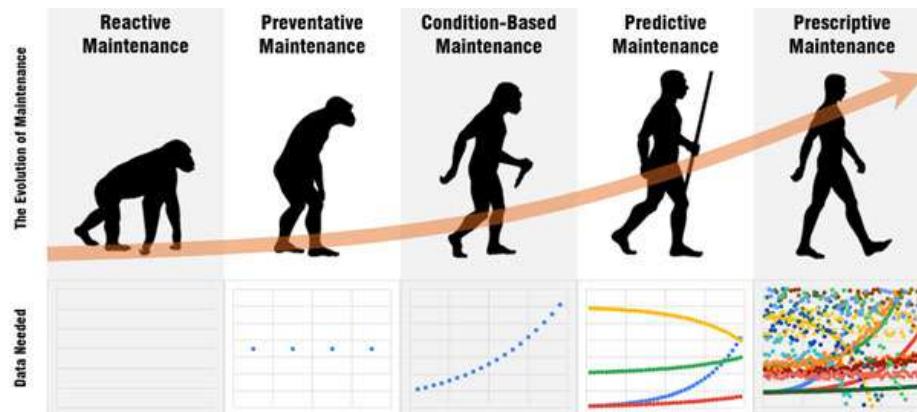 Reactive
Maintenance
Preventative
Maintenance
Condition-Based
Maintenance
Predictive
Maintenance
Prescriptive
Maintenance
The Evolution of Maintenance
Data Needed